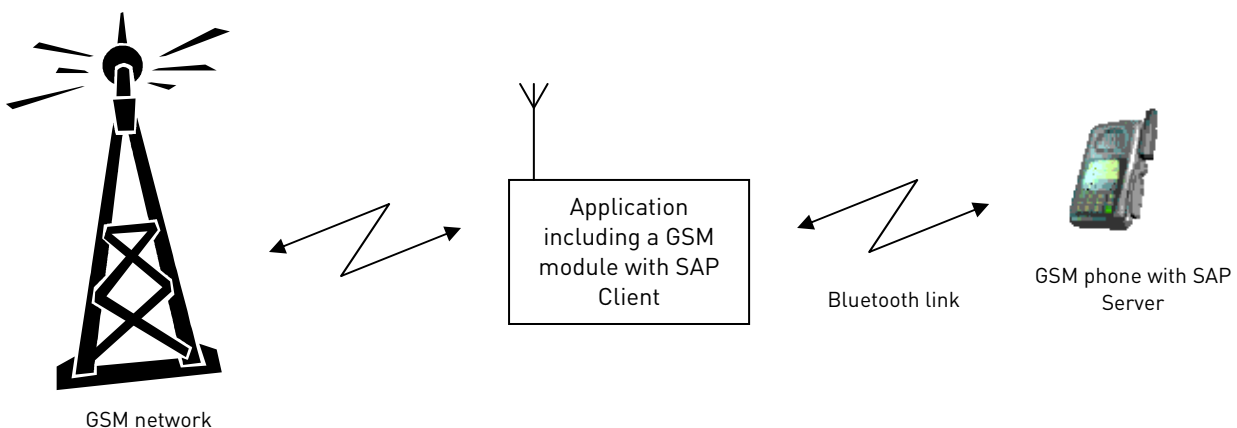 Application
including a GSM
module with SAP
Client
Bluetooth link
GSM phone with SAP
Server
GSM network